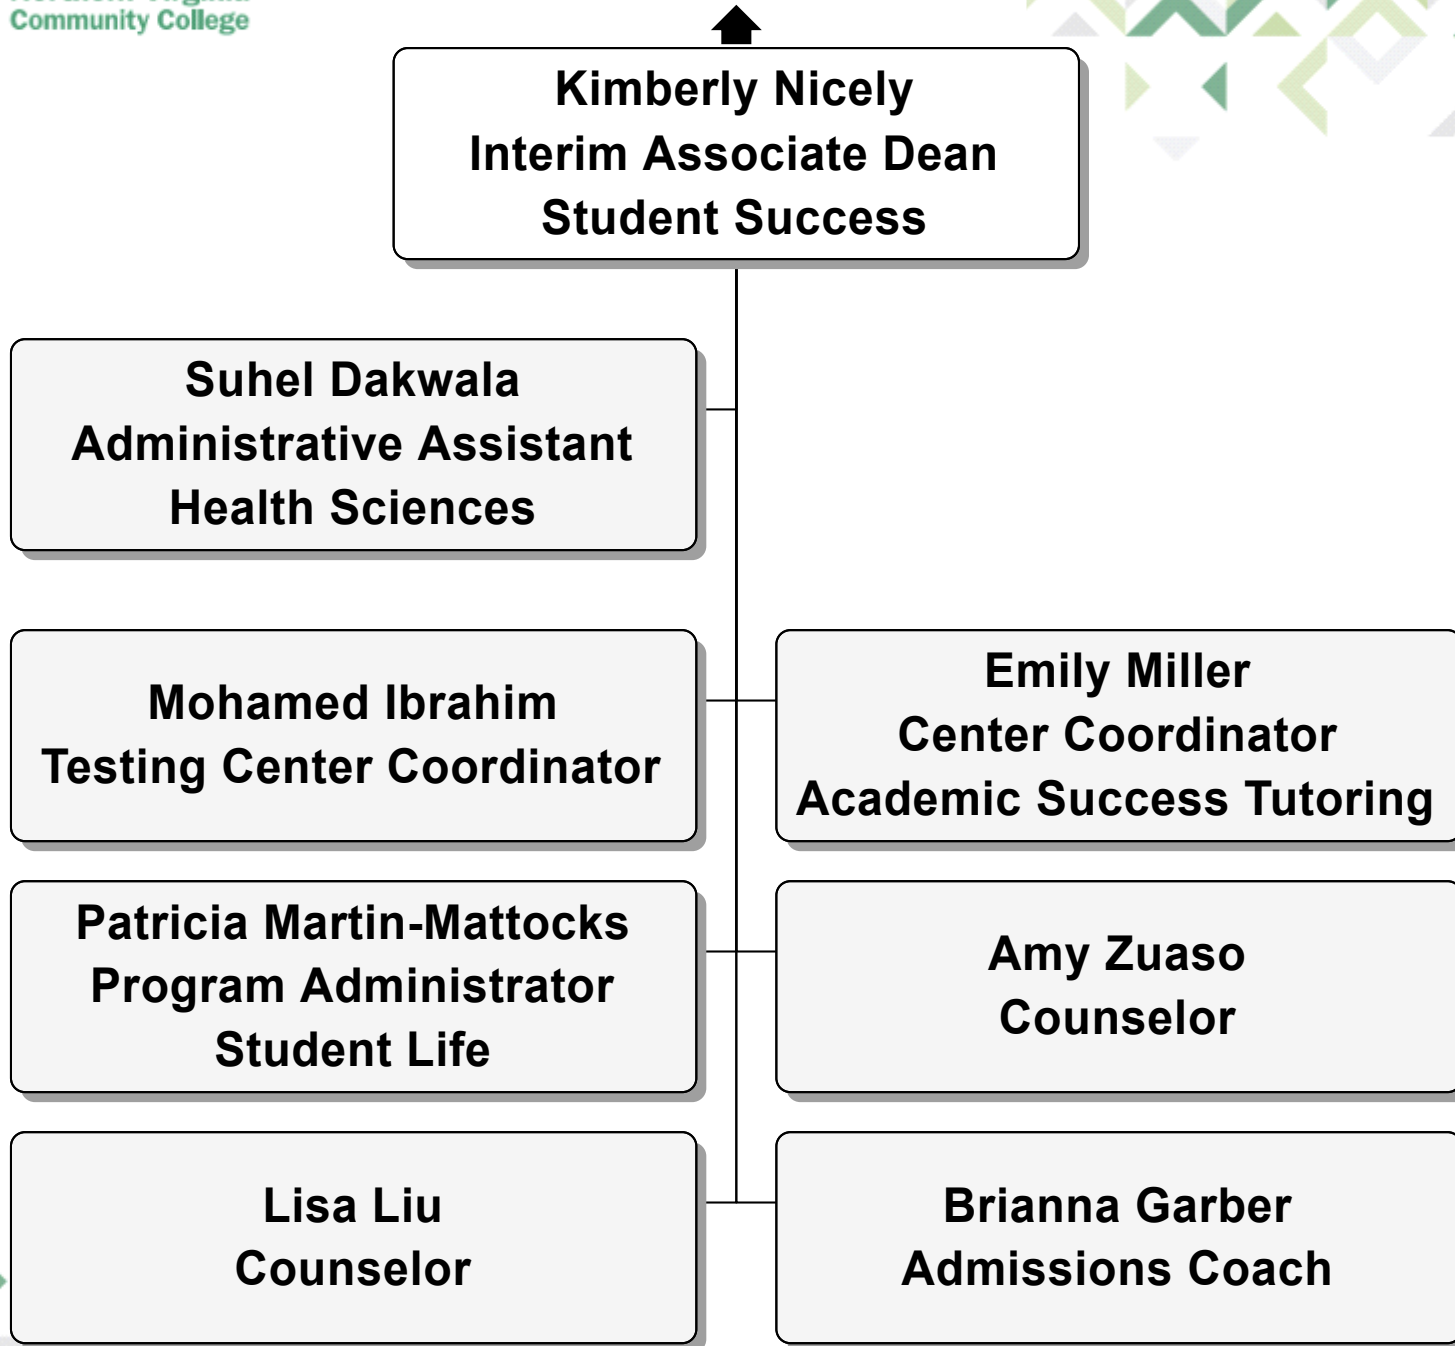 Community College
Kimberly Nicely
Interim Associate Dean
Student Success
Suhel Dakwala
Administrative Assistant
Health Sciences
Mohamed Ibrahim
Testing Center Coordinator
Emily Miller
Center Coordinator
Academic Success Tutoring
Patricia Martin-Mattocks
Program Administrator
Student Life
Amy Zuaso
Counselor
Lisa Liu
Counselor
Brianna Garber
Admissions Coach